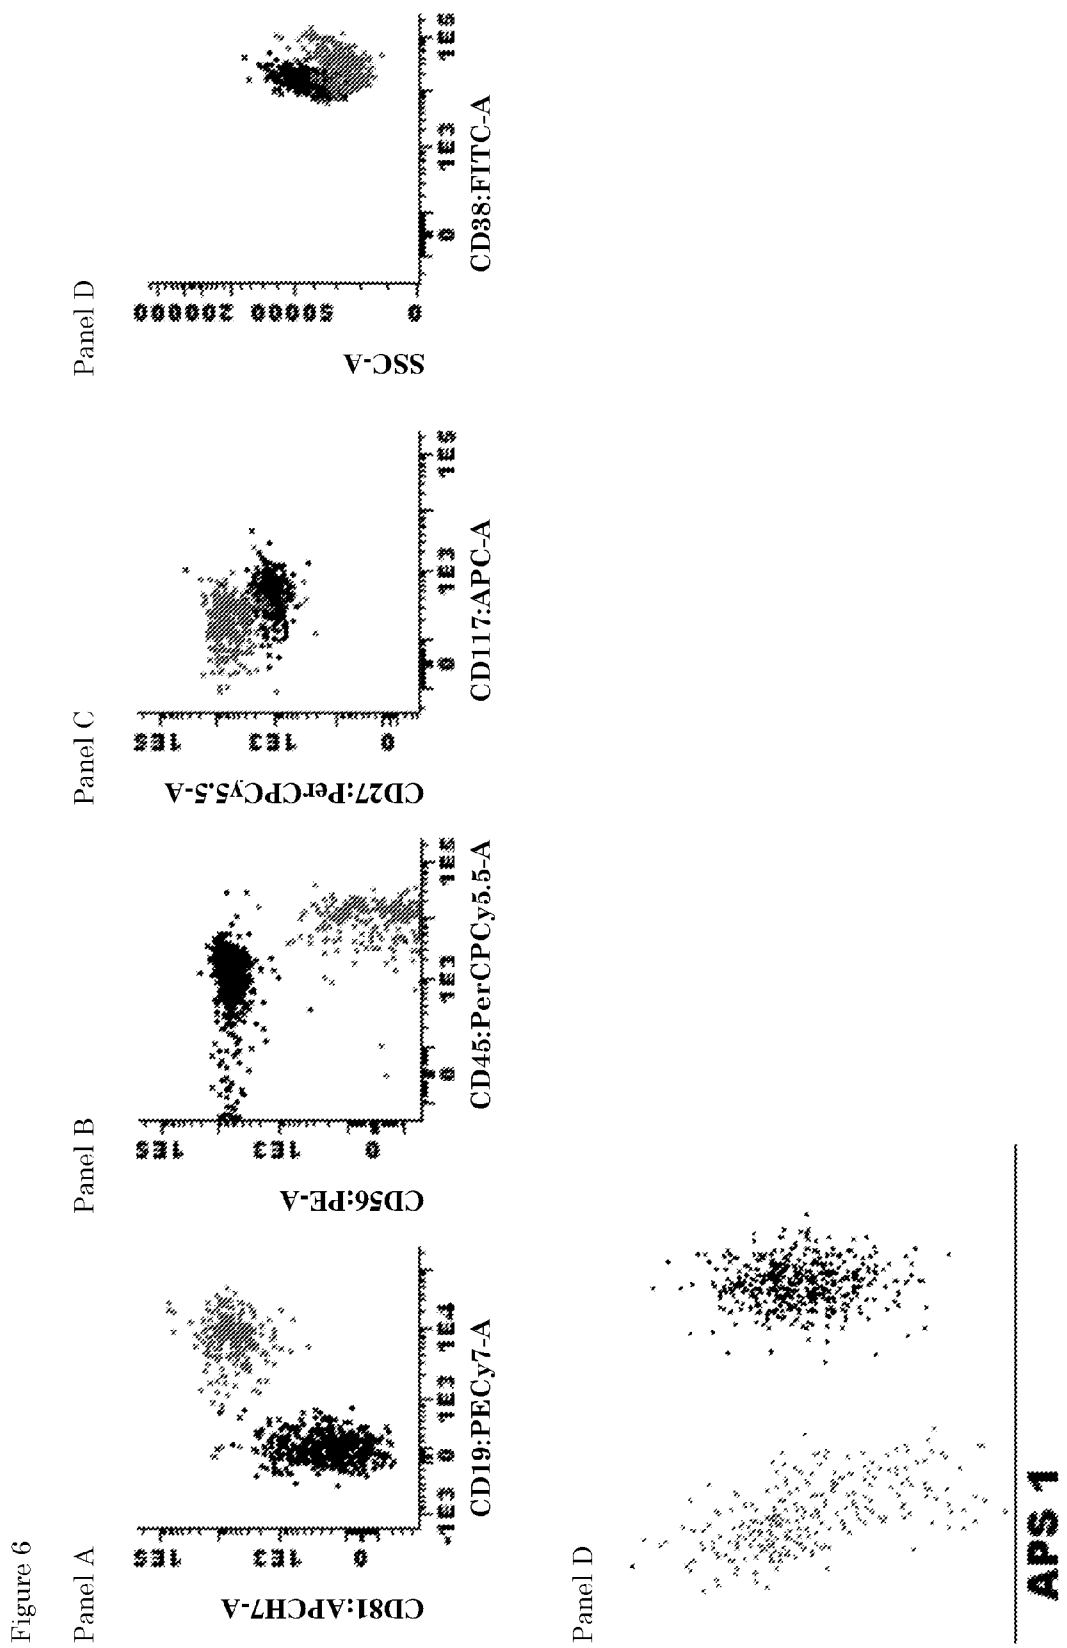 Figure 6
Panel A
CD81:APCH7-A
1E5
1E3
0
-1E3
0
1E3
1E4
CD19:PECy7-A
Panel B
CD56:PE-A
1E5
1E3
0
0
1E3
1E5
CD45:PerCPCy5.5-A
Panel C
CD27:PerCPCy5.5-A
1E5
1E3
0
0
1E3
1E5
CD117:APC-A
Panel D
SSC-A
200000
50000
0
0
1E3
1E5
CD38:FITC-A
Panel D
APS 1